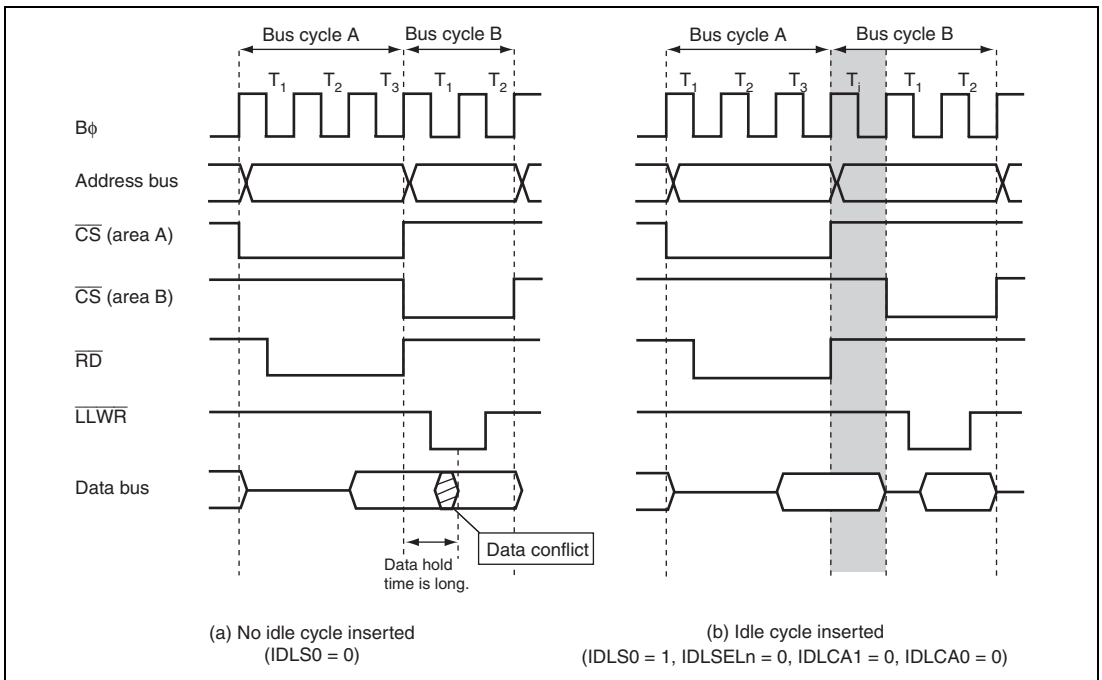 Bus cycle A Bus cycle B Bus cycle A Bus cycle B
T1 T2 T3 T1 T2 T1 T2 T3 Ti T1 T2
Bϕ
Address bus
CS (area A)
CS (area B)
RD
LLWR
Data bus
Data conflict
Data hold
time is long.
(a) No idle cycle inserted
(IDLS0 = 0)
(b) Idle cycle inserted
(IDLS0 = 1, IDLSELn = 0, IDLCA1 = 0, IDLCA0 = 0)